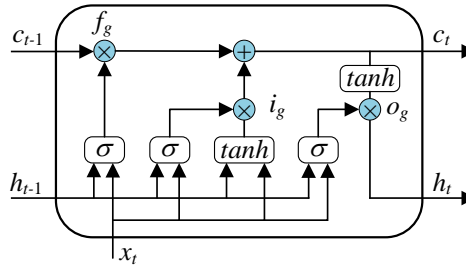 f_g
c_{t-1} × + c_t
tanh
× i_g × o_g
σ σ tanh σ
h_{t-1} h_t
x_t